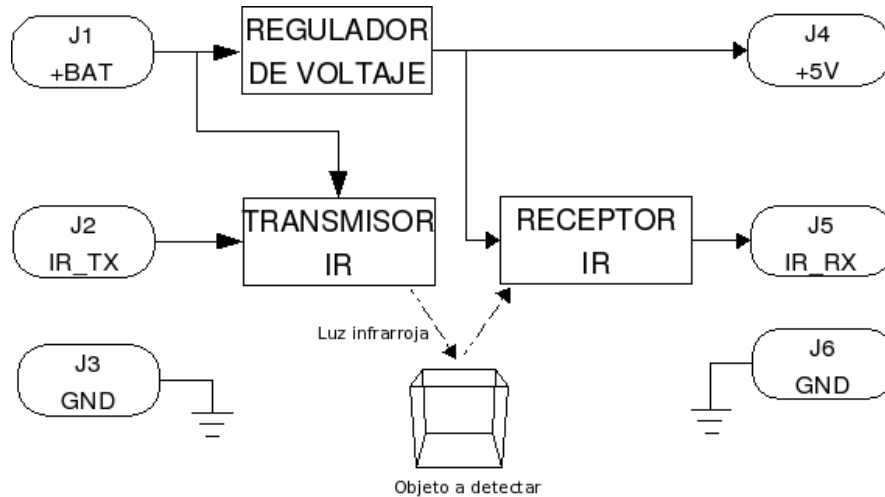 J1
+BAT
REGULADOR
DE VOLTAJE
J4
+5V
J2
IR_TX
TRANSMISOR
IR
RECEPTOR
IR
J5
IR_RX
Luz infrarroja
J3
GND
J6
GND
Objeto a detectar